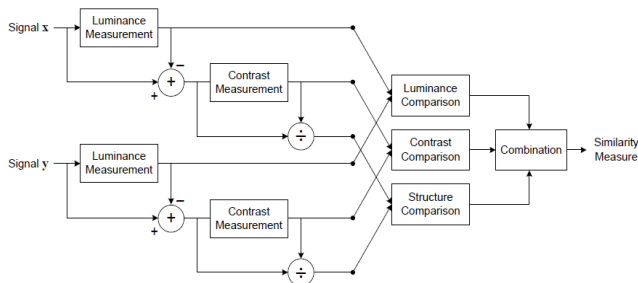 Signal x
Luminance
Measurement
−
+
+
Contrast
Measurement
÷
Luminance
Comparison
Signal y
Luminance
Measurement
Contrast
Comparison
Combination
Similarity
Measure
−
+
+
Contrast
Measurement
Structure
Comparison
÷